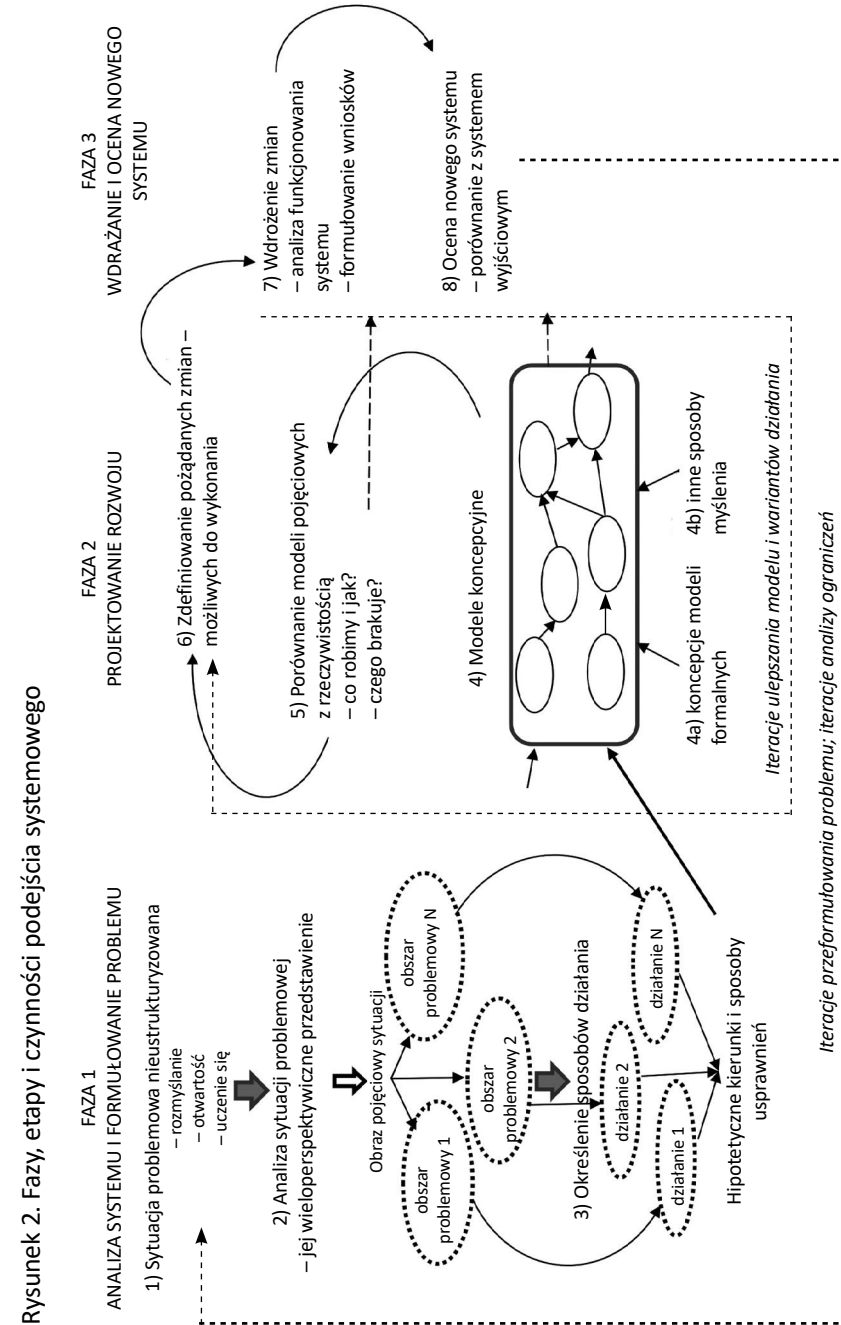 Rysunek 2. Fazy, etapy i czynności podejścia systemowego
FAZA 1
ANALIZA SYSTEMU I FORMUŁOWANIE PROBLEMU
1) Sytuacja problemowa nieustrukturyzowana
– rozmyślanie
– otwartość
– uczenie się
2) Analiza sytuacji problemowej
– jej wieloperspektywiczne przedstawienie
Obraz pojęciowy sytuacji
obszar
problemowy 1
obszar
problemowy 2
obszar
problemowy N
3) Określenie sposobów działania
działanie 1
działanie 2
działanie N
Hipotetyczne kierunki i sposoby
usprawnień
FAZA 2
PROJEKTOWANIE ROZWOJU
6) Zdefiniowanie pożądanych zmian –
możliwych do wykonania
5) Porównanie modeli pojęciowych
z rzeczywistością
– co robimy i jak?
– czego brakuje?
4) Modele koncepcyjne
4a) koncepcje modeli
formalnych
4b) inne sposoby
myślenia
Iteracje ulepszania modelu i wariantów działania
FAZA 3
WDRAŻANIE I OCENA NOWEGO
SYSTEMU
7) Wdrożenie zmian
– analiza funkcjonowania
systemu
– formułowanie wniosków
8) Ocena nowego systemu
– porównanie z systemem
wyjściowym
Iteracje przeformułowania problemu; iteracje analizy ograniczeń